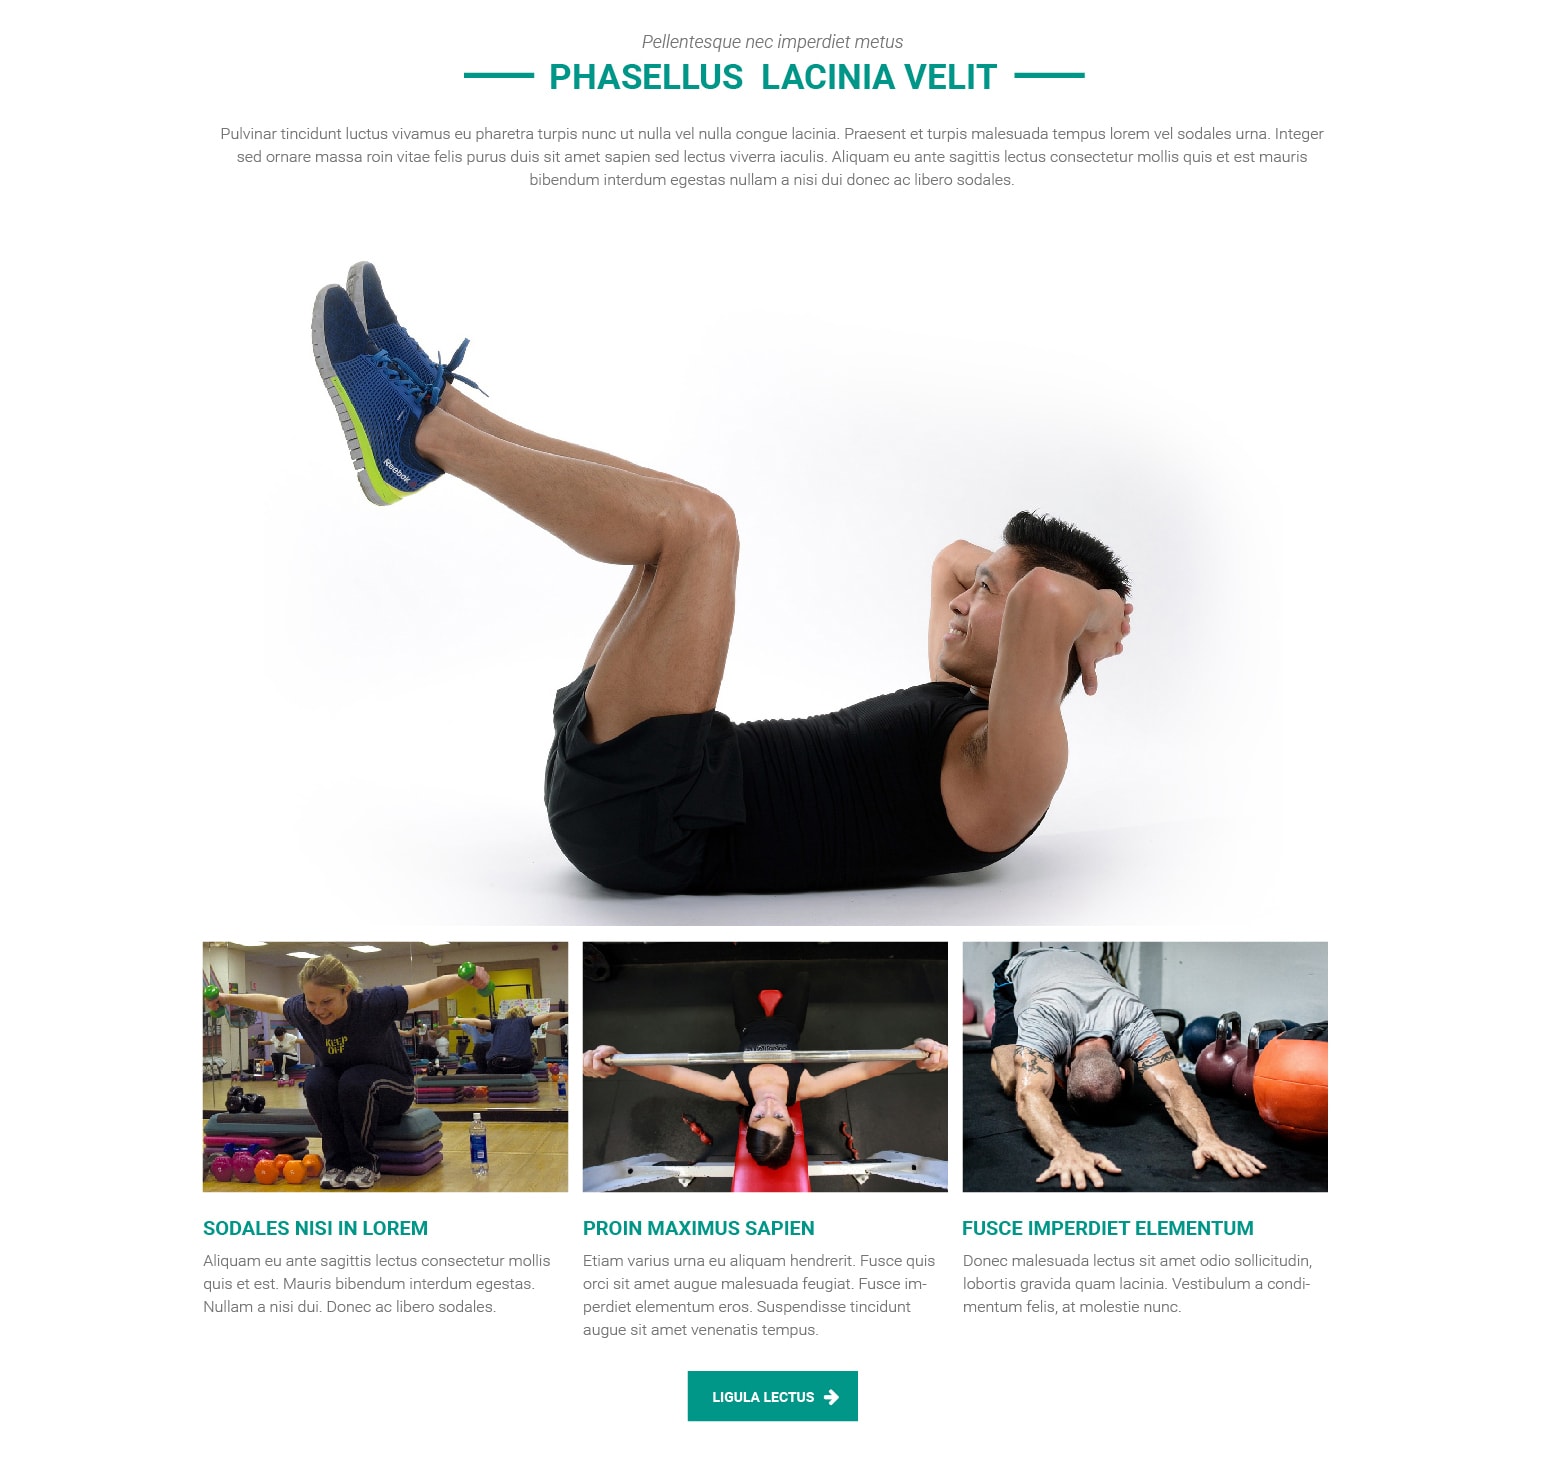 Pellentesque nec imperdiet metus
PHASELLUS LACINIA VELIT
Pulvinar tincidunt luctus vivamus eu pharetra turpis nunc ut nulla vel nulla congue lacinia. Praesent et turpis malesuada tempus lorem vel sodales urna. Integer
sed ornare massa roin vitae felis purus duis sit amet sapien sed lectus viverra iaculis. Aliquam eu ante sagittis lectus consectetur mollis quis et est mauris
bibendum interdum egestas nullam a nisi dui donec ac libero sodales.
Reebok
KEEP
OFF
SODALES NISI IN LOREM
Aliquam eu ante sagittis lectus consectetur mollis
quis et est. Mauris bibendum interdum egestas.
Nullam a nisi dui. Donec ac libero sodales.
PROIN MAXIMUS SAPIEN
Etiam varius urna eu aliquam hendrerit. Fusce quis
orci sit amet augue malesuada feugiat. Fusce im-
perdiet elementum eros. Suspendisse tincidunt
augue sit amet venenatis tempus.
FUSCE IMPERDIET ELEMENTUM
Donec malesuada lectus sit amet odio sollicitudin,
lobortis gravida quam lacinia. Vestibulum a condi-
mentum felis, at molestie nunc.
LIGULA LECTUS